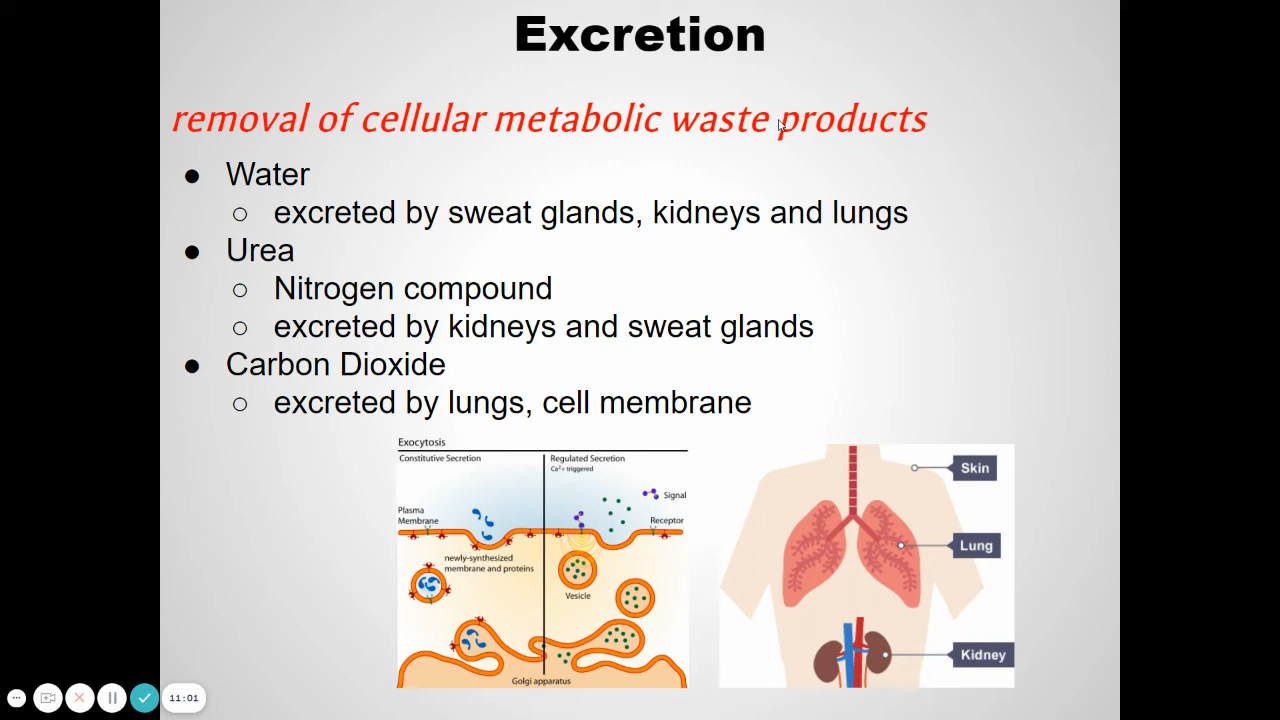 Excretion
removal of cellular metabolic waste products
● Water
○ excreted by sweat glands, kidneys and lungs
● Urea
○ Nitrogen compound
○ excreted by kidneys and sweat glands
● Carbon Dioxide
○ excreted by lungs, cell membrane
Exocytosis
Constitutive Secretion
Regulated Secretion
Ca²+ triggered
Signal
Plasma
Membrane
Receptor
newly-synthesized
membrane and proteins
Vesicle
Golgi apparatus
Skin
Lung
Kidney
11:01